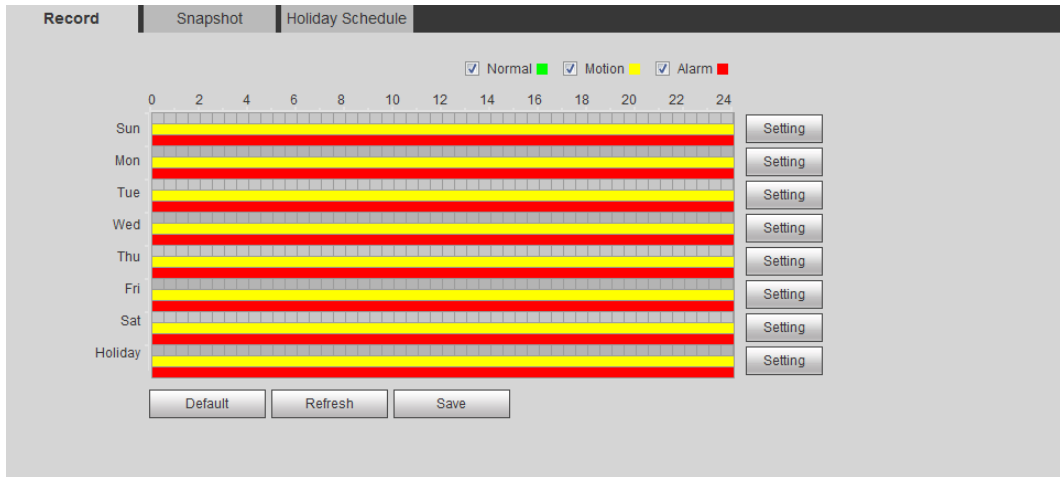 Record Snapshot Holiday Schedule
Normal Motion Alarm
0 2 4 6 8 10 12 14 16 18 20 22 24
Sun Setting
Mon Setting
Tue Setting
Wed Setting
Thu Setting
Fri Setting
Sat Setting
Holiday Setting
Default Refresh Save